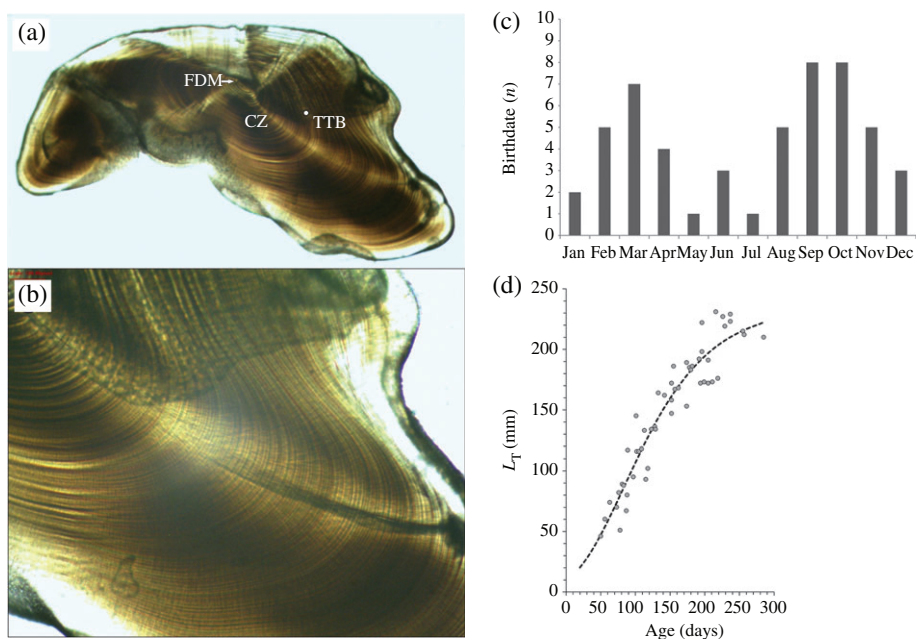 (a)
FDM
CZ
TTB
(b)
(c)
Birthdate (n)
10
9
8
7
6
5
4
3
2
1
0
Jan Feb Mar Apr May Jun Jul Aug Sep Oct Nov Dec
(d)
LT (mm)
250
200
150
100
50
0
0 50 100 150 200 250 300
Age (days)